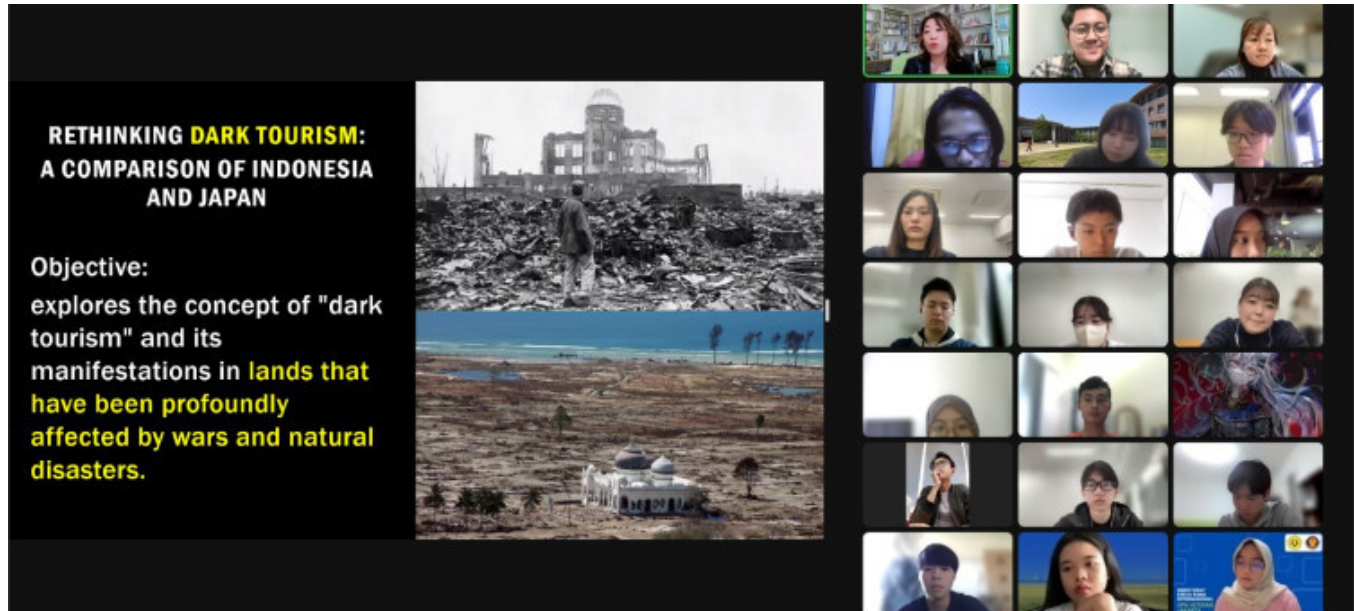 RETHINKING DARK TOURISM:
A COMPARISON OF INDONESIA
AND JAPAN
Objective:
explores the concept of "dark
tourism" and its
manifestations in lands that
have been profoundly
affected by wars and natural
disasters.